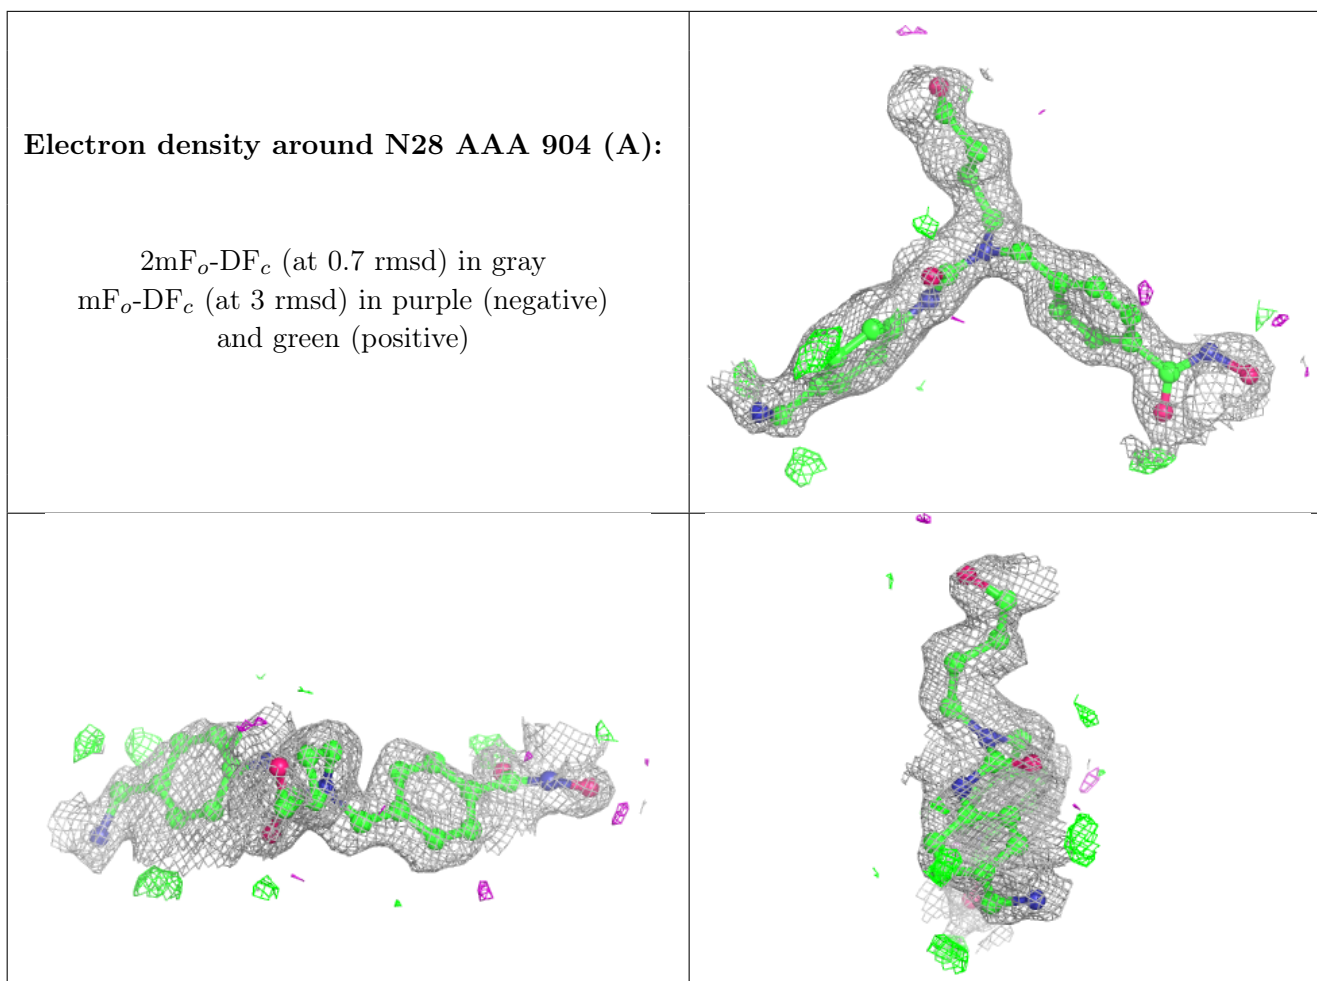 Electron density around N28 AAA 904 (A):
2mFo-DFc (at 0.7 rmsd) in gray
mFo-DFc (at 3 rmsd) in purple (negative)
and green (positive)